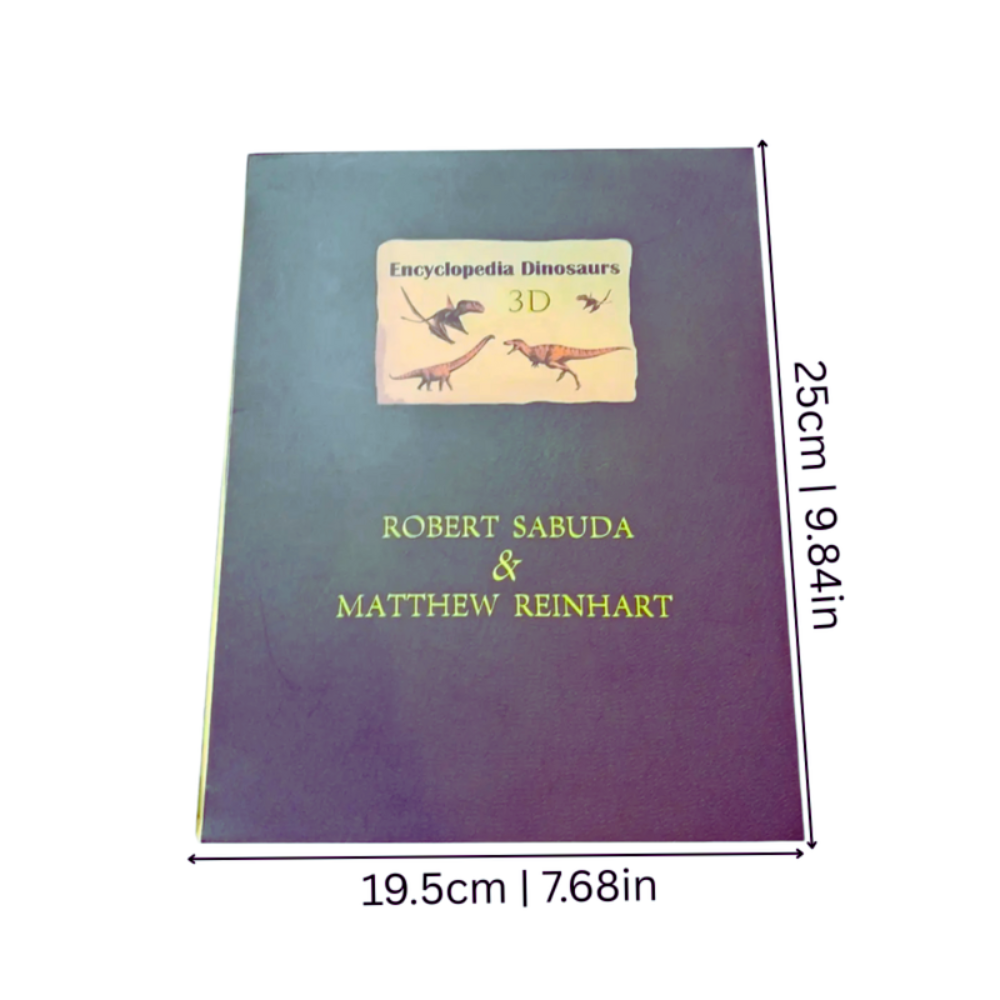 Encyclopedia Dinosaurs
3D
ROBERT SABUDA
&
MATTHEW REINHART
25cm | 9.84in
19.5cm | 7.68in